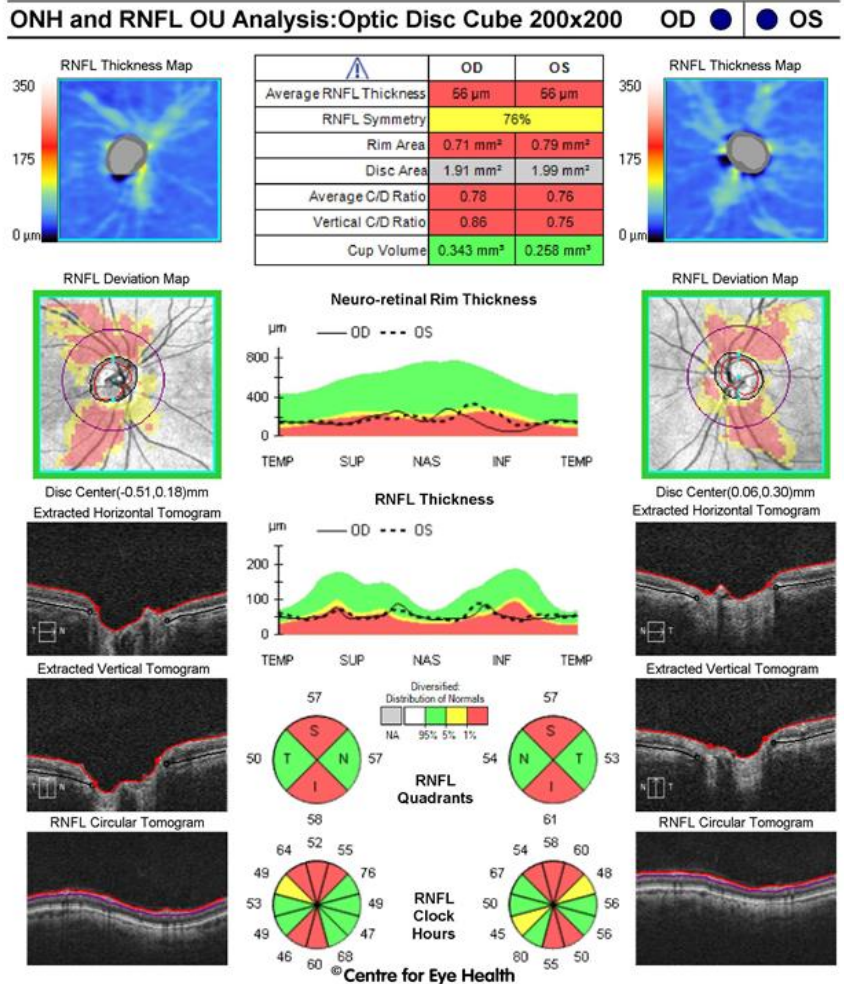 ONH and RNFL OU Analysis:Optic Disc Cube 200x200 OD OS
RNFL Thickness Map
350
175
0 µm
OD OS
Average RNFL Thickness 56 µm 56 µm
RNFL Symmetry 76%
Rim Area 0.71 mm² 0.79 mm²
Disc Area 1.91 mm² 1.99 mm²
Average C/D Ratio 0.78 0.76
Vertical C/D Ratio 0.86 0.75
Cup Volume 0.343 mm³ 0.258 mm³
RNFL Thickness Map
350
175
0 µm
RNFL Deviation Map
Disc Center(-0.51,0.18)mm
Neuro-retinal Rim Thickness
µm OD OS
800
400
0
TEMP SUP NAS INF TEMP
RNFL Deviation Map
Disc Center(0.06,0.30)mm
Extracted Horizontal Tomogram
T N
RNFL Thickness
µm OD OS
200
100
0
TEMP SUP NAS INF TEMP
Extracted Horizontal Tomogram
N T
Extracted Vertical Tomogram
T N
Diversified:
Distribution of Normals
NA 95% 5% 1%
57
S
50 T N 57
I
58
RNFL
Quadrants
57
S
54 N T 53
I
61
Extracted Vertical Tomogram
N T
RNFL Circular Tomogram
64 52 55
49 76
53 49
49 47
46 60 68
RNFL
Clock
Hours
54 58 60
67 48
50 56
45 56
80 55 50
RNFL Circular Tomogram
© Centre for Eye Health